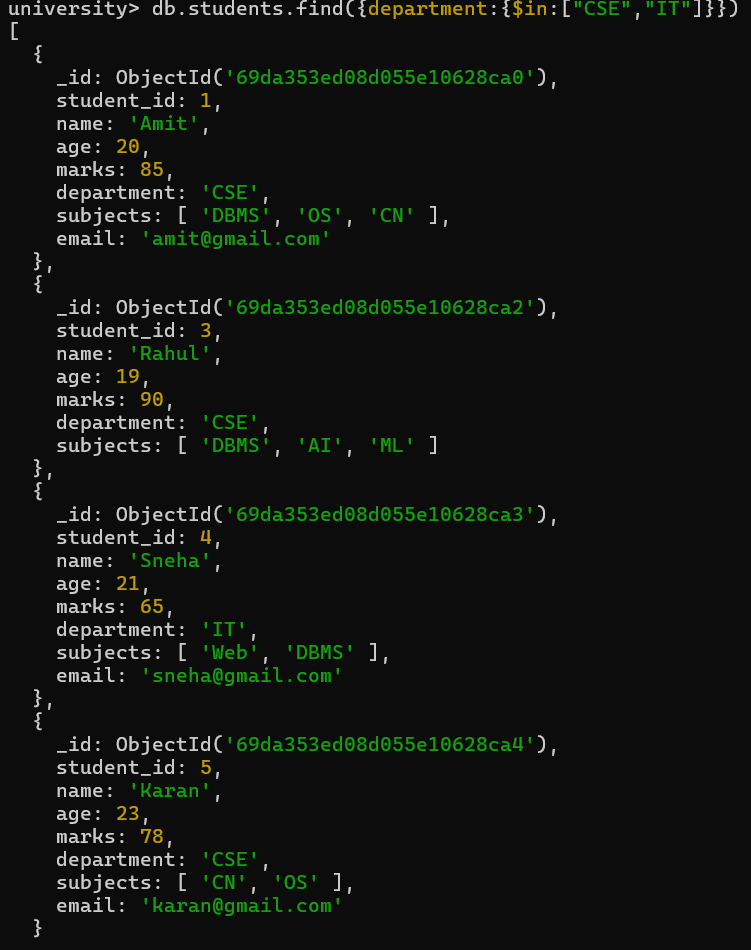 university> db.students.find({department:{$in:["CSE","IT"]}})
[
  {
    _id: ObjectId('69da353ed08d055e10628ca0'),
    student_id: 1,
    name: 'Amit',
    age: 20,
    marks: 85,
    department: 'CSE',
    subjects: [ 'DBMS', 'OS', 'CN' ],
    email: 'amit@gmail.com'
  },
  {
    _id: ObjectId('69da353ed08d055e10628ca2'),
    student_id: 3,
    name: 'Rahul',
    age: 19,
    marks: 90,
    department: 'CSE',
    subjects: [ 'DBMS', 'AI', 'ML' ]
  },
  {
    _id: ObjectId('69da353ed08d055e10628ca3'),
    student_id: 4,
    name: 'Sneha',
    age: 21,
    marks: 65,
    department: 'IT',
    subjects: [ 'Web', 'DBMS' ],
    email: 'sneha@gmail.com'
  },
  {
    _id: ObjectId('69da353ed08d055e10628ca4'),
    student_id: 5,
    name: 'Karan',
    age: 23,
    marks: 78,
    department: 'CSE',
    subjects: [ 'CN', 'OS' ],
    email: 'karan@gmail.com'
  }